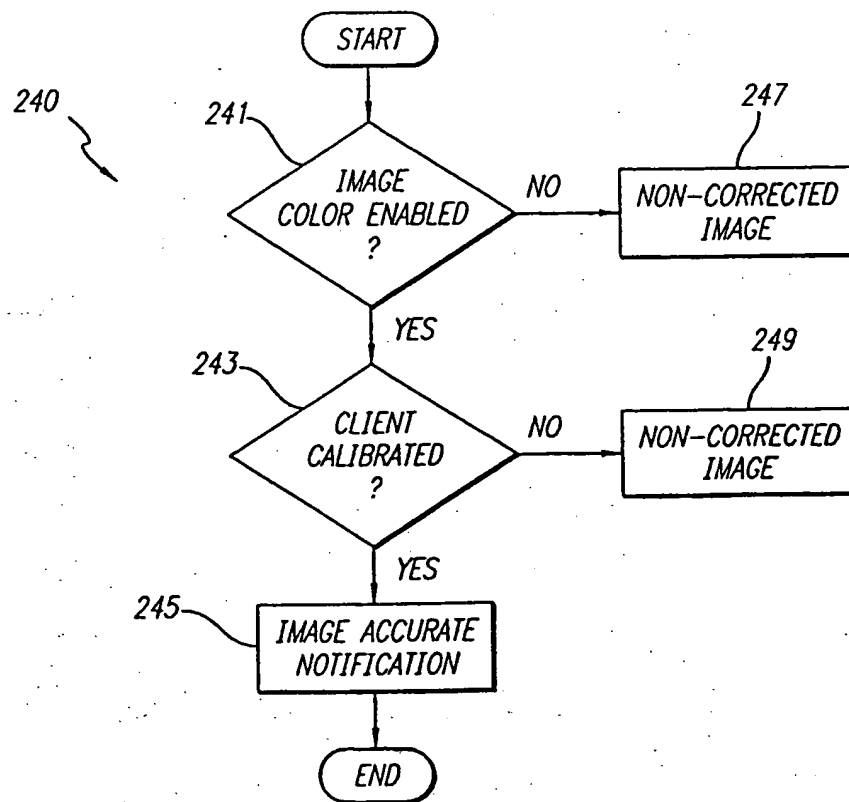 START
240
241
247
IMAGE
COLOR ENABLED
?
NO
NON-CORRECTED
IMAGE
YES
243
249
CLIENT
CALIBRATED
?
NO
NON-CORRECTED
IMAGE
YES
245
IMAGE ACCURATE
NOTIFICATION
END